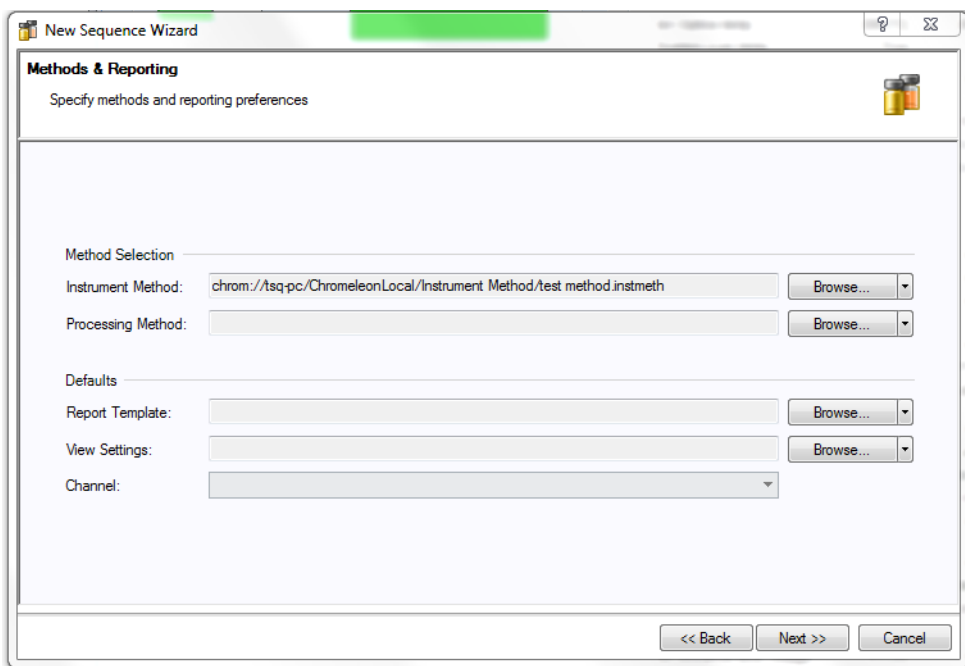 New Sequence Wizard
Methods & Reporting
Specify methods and reporting preferences
Method Selection
Instrument Method: chrom://tsq-pc/ChromeleonLocal/Instrument Method/test method.instmeth Browse...
Processing Method: Browse...
Defaults
Report Template: Browse...
View Settings: Browse...
Channel:
<< Back Next >> Cancel